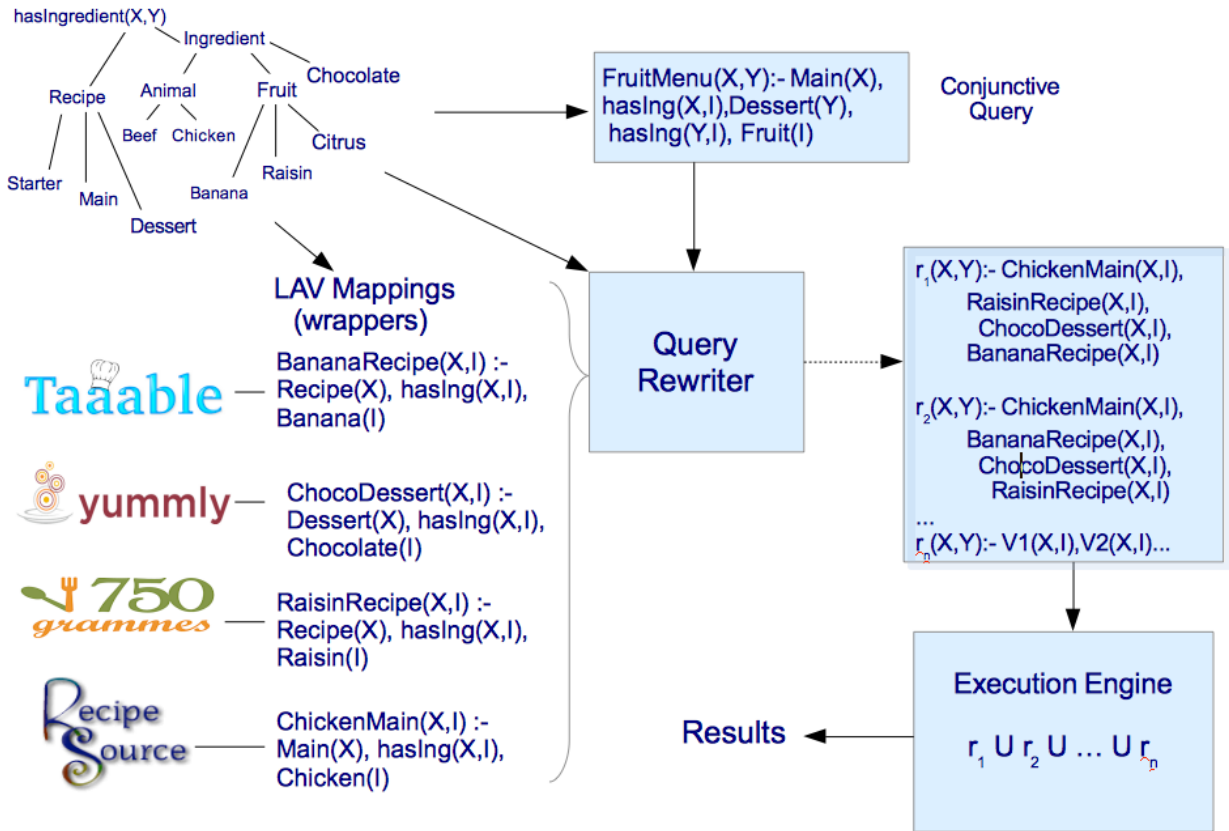 hasIngredient(X,Y)
Ingredient
Chocolate
Recipe
Animal
Fruit
Beef
Chicken
Citrus
Raisin
Starter
Main
Banana
Dessert
FruitMenu(X,Y):- Main(X),
hasIng(X,I),Dessert(Y),
hasIng(Y,I), Fruit(I)
Conjunctive
Query
LAV Mappings
(wrappers)
Taaable
BananaRecipe(X,I) :-
Recipe(X), hasIng(X,I),
Banana(I)
yummly
ChocoDessert(X,I) :-
Dessert(X), hasIng(X,I),
Chocolate(I)
750
grammes
RaisinRecipe(X,I) :-
Recipe(X), hasIng(X,I),
Raisin(I)
Recipe
Source
ChickenMain(X,I) :-
Main(X), hasIng(X,I),
Chicken(I)
Query
Rewriter
r1(X,Y):- ChickenMain(X,I),
RaisinRecipe(X,I),
ChocoDessert(X,I),
BananaRecipe(X,I)
r2(X,Y):- ChickenMain(X,I),
BananaRecipe(X,I),
ChocoDessert(X,I),
RaisinRecipe(X,I)
...
rn(X,Y):- V1(X,I),V2(X,I)...
Execution Engine
r1 U r2 U ... U rn
Results